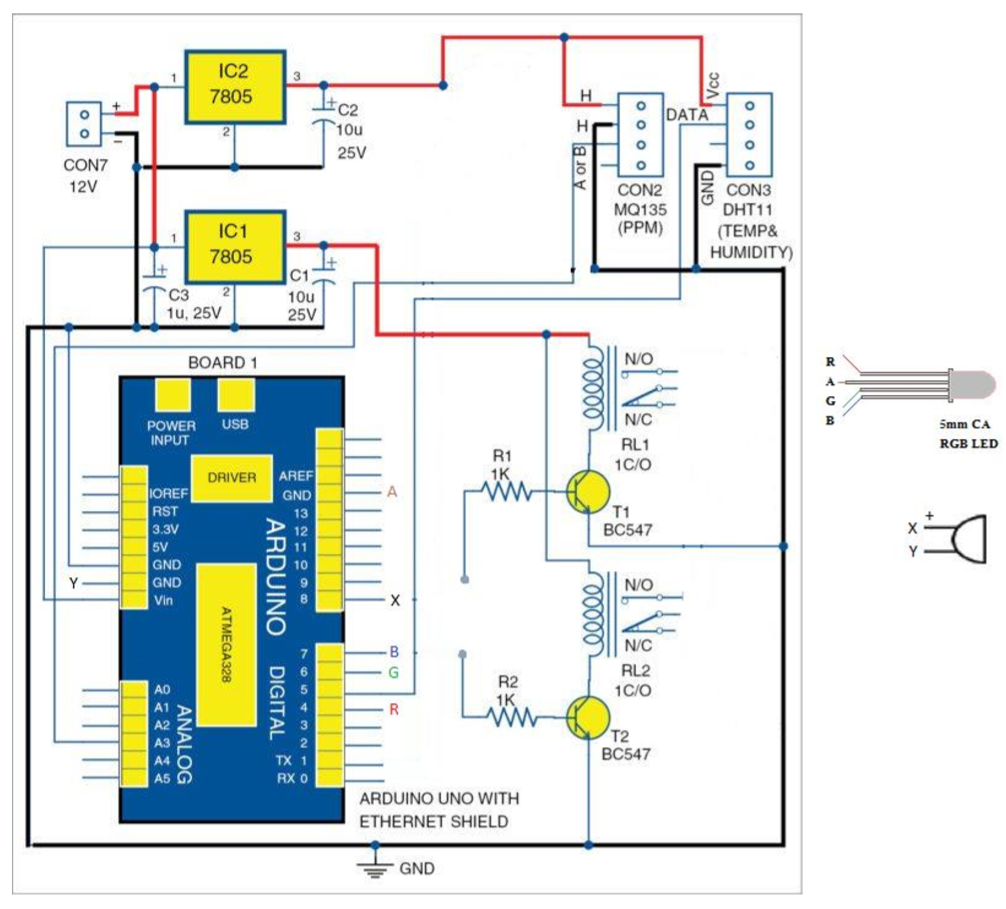 IC2
7805
1
3
2
+
C2
10u
25V
+
–
CON7
12V
H
H
A or B
DATA
Vcc
GND
CON2
MQ135
(PPM)
CON3
DHT11
(TEMP&
HUMIDITY)
IC1
7805
1
3
2
+
C3
1u, 25V
+
C1
10u
25V
BOARD 1
POWER
INPUT
USB
DRIVER
IOREF
RST
3.3V
5V
GND
GND
Vin
Y
AREF
GND
13
12
11
10
9
8
A
X
ARDUINO
ATMEGA328
DIGITAL
7
6
5
4
3
2
TX 1
RX 0
B
G
R
A0
A1
A2
A3
A4
A5
ANALOG
ARDUINO UNO WITH
ETHERNET SHIELD
GND
N/O
N/C
RL1
1C/O
R1
1K
T1
BC547
N/O
N/C
RL2
1C/O
R2
1K
T2
BC547
R
A
G
B
5mm CA
RGB LED
+
X
Y